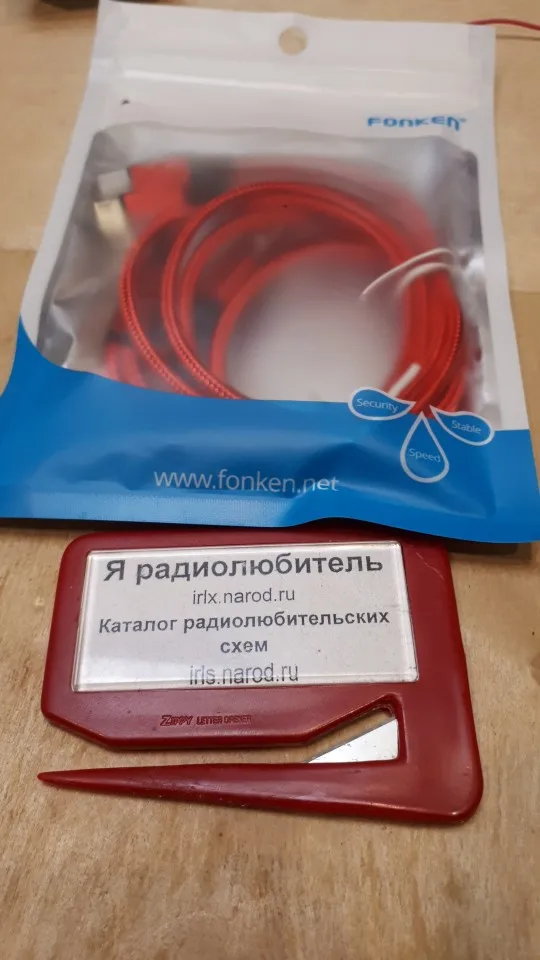 FONKEN
Security
Stable
Speed
www.fonken.net
Я радиолюбитель
irlx.narod.ru
Каталог радиолюбительских
схем
irls.narod.ru
ZIPPY LETTER OPENER